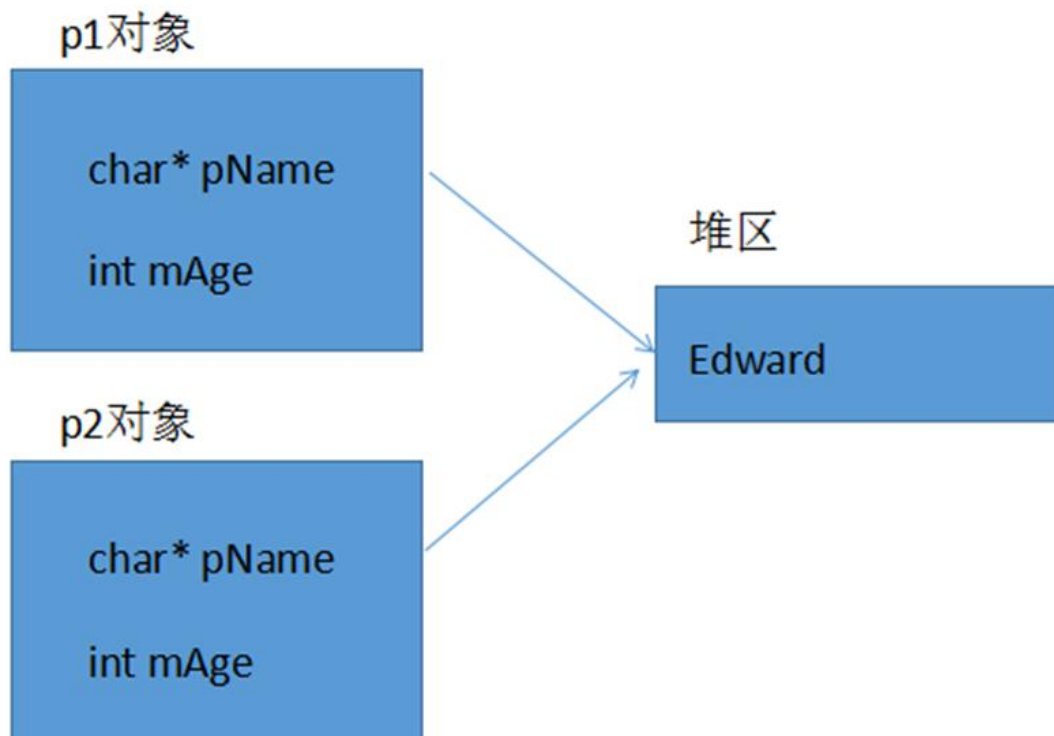 p1对象
char* pName
int mAge
堆区
Edward
p2对象
char* pName
int mAge